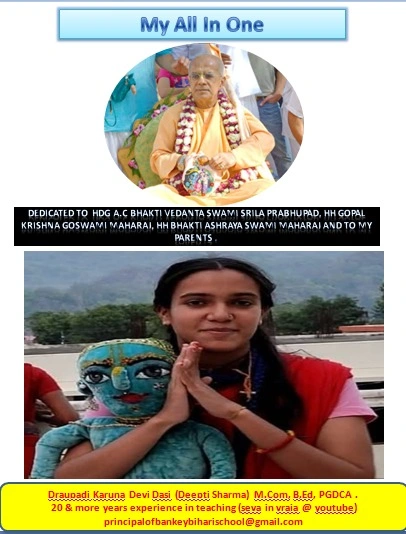 My All In One
DEDICATED TO HDG A.C BHAKTI VEDANTA SWAMI SRILA PRABHUPAD, HH GOPAL
KRISHNA GOSWAMI MAHARAJ, HH BHAKTI ASHRAYA SWAMI MAHARAJ AND TO MY
PARENTS .
Draupadi Karuna Devi Dasi (Deepti Sharma) M.Com, B.Ed, PGDCA .
20 & more years experience in teaching (seva in vraja @ youtube)
principalofbankeybiharischool@gmail.com